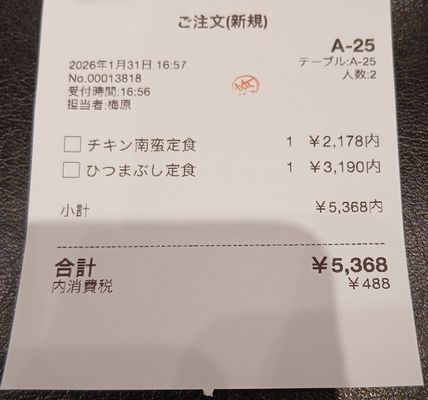 ご注文(新規)
A-25
2026年1月31日 16:57 テーブル:A-25
No.00013818 人数:2
受付時間:16:56
担当者:梅原
チキン南蛮定食 1 ¥2,178内
ひつまぶし定食 1 ¥3,190内
小計 ¥5,368内
合計 ¥5,368
内消費税 ¥488